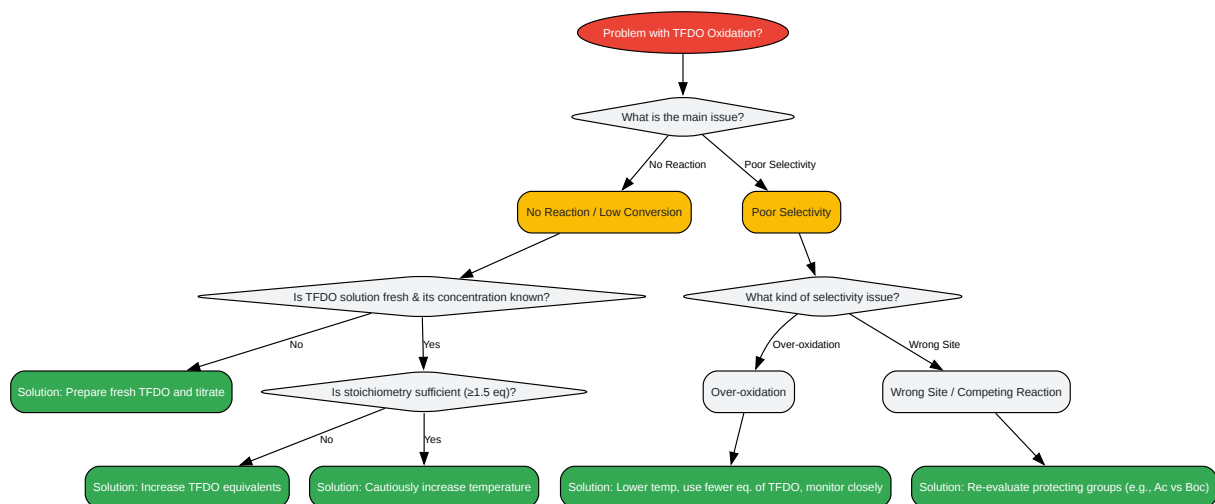 Problem with TFDO Oxidation?
What is the main issue?
No Reaction
Poor Selectivity
No Reaction / Low Conversion
Poor Selectivity
Is TFDO solution fresh & its concentration known?
What kind of selectivity issue?
No
Yes
Over-oxidation
Wrong Site
Solution: Prepare fresh TFDO and titrate
Is stoichiometry sufficient (≥1.5 eq)?
Over-oxidation
Wrong Site / Competing Reaction
No
Yes
Solution: Increase TFDO equivalents
Solution: Cautiously increase temperature
Solution: Lower temp, use fewer eq. of TFDO, monitor closely
Solution: Re-evaluate protecting groups (e.g., Ac vs Boc)